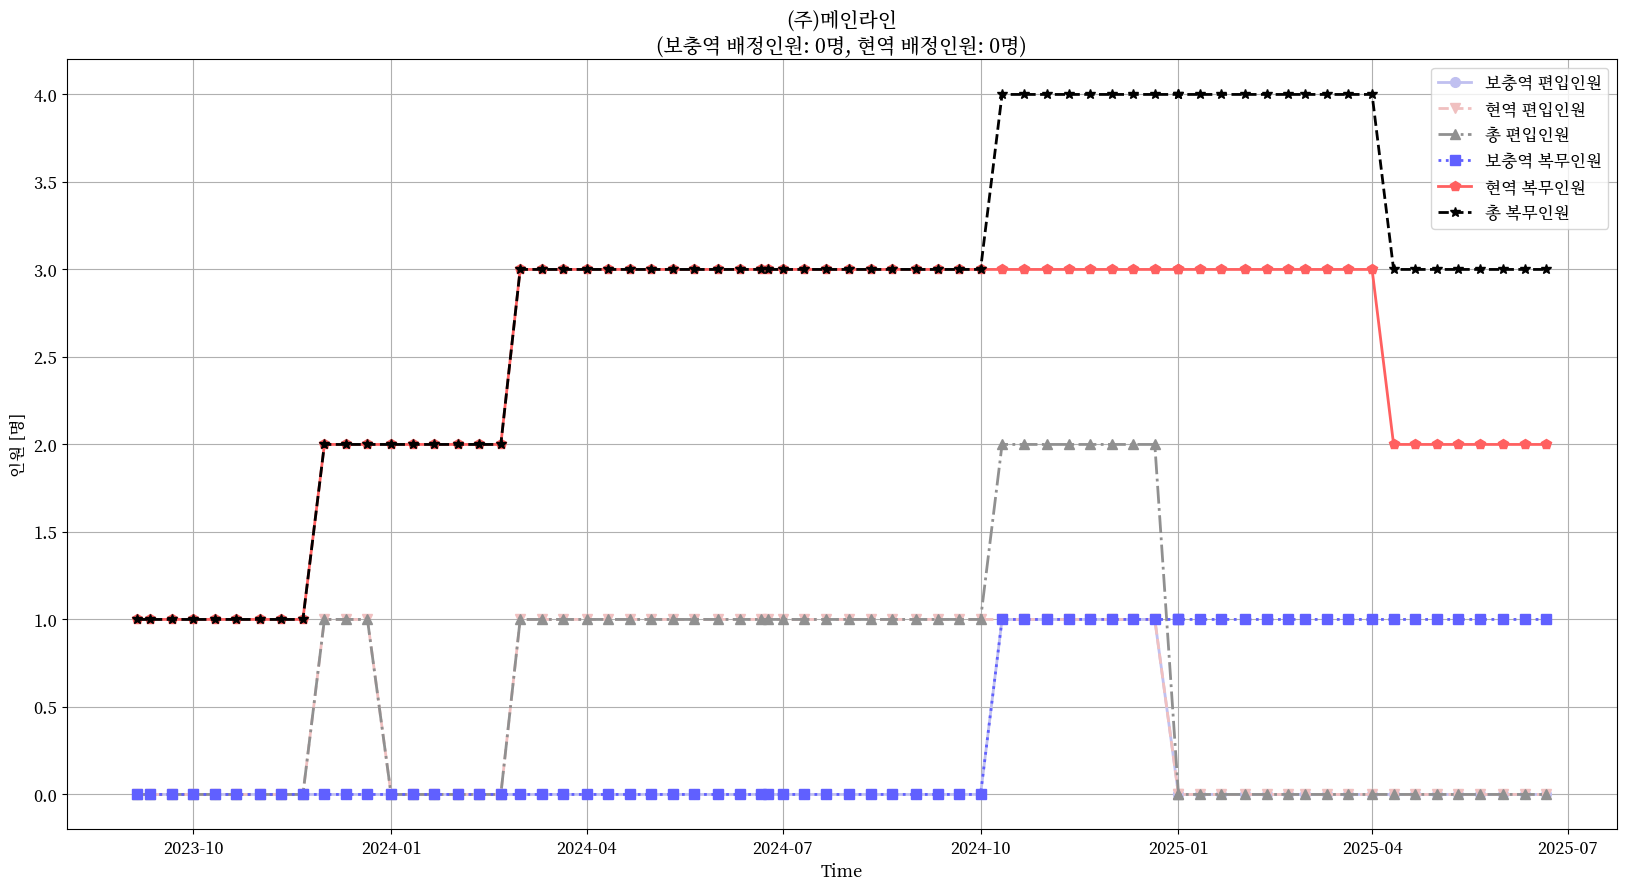 (주)메인라인
(보충역 배정인원: 0명, 현역 배정인원: 0명)
인원 [명]
4.0
3.5
3.0
2.5
2.0
1.5
1.0
0.5
0.0
보충역 편입인원
현역 편입인원
총 편입인원
보충역 복무인원
현역 복무인원
총 복무인원
2023-10
2024-01
2024-04
2024-07
2024-10
2025-01
2025-04
2025-07
Time